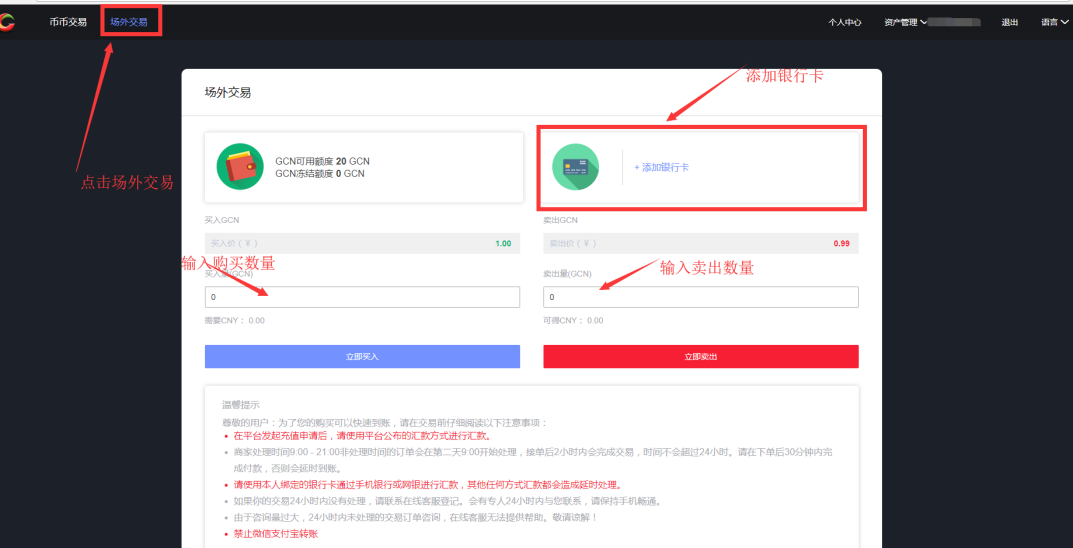 币币交易 场外交易 个人中心 资产管理 退出 语言
添加银行卡
场外交易
GCN可用额度 20 GCN
GCN冻结额度 0 GCN
+ 添加银行卡
点击场外交易
买入GCN 卖出GCN
买入价 ( ¥ ) 1.00 卖出价 ( ¥ ) 0.99
输入购买数量 输入卖出数量
买入量(GCN) 卖出量(GCN)
0 0
需要CNY： 0.00 可得CNY： 0.00
立即买入 立即卖出
温馨提示
尊敬的用户：为了您的购买可以快速到账，请在交易前仔细阅读以下注意事项：
• 在平台发起充值申请后，请使用平台公布的汇款方式进行汇款。
• 商家处理时间9:00 - 21:00非处理时间的订单会在第二天9:00开始处理，接单后2小时内会完成交易，时间不会超过24小时。请在下单后30分钟内完
成付款，否则会延时到账。
• 请使用本人绑定的银行卡通过手机银行或网银进行汇款，其他任何方式汇款都会造成延时处理。
• 如果你的交易24小时内没有处理，请联系在线客服登记。会有专人24小时内与您联系，请保持手机畅通。
• 由于咨询量过大，24小时内未处理的交易订单咨询，在线客服无法提供帮助。敬请谅解！
• 禁止微信支付宝转账